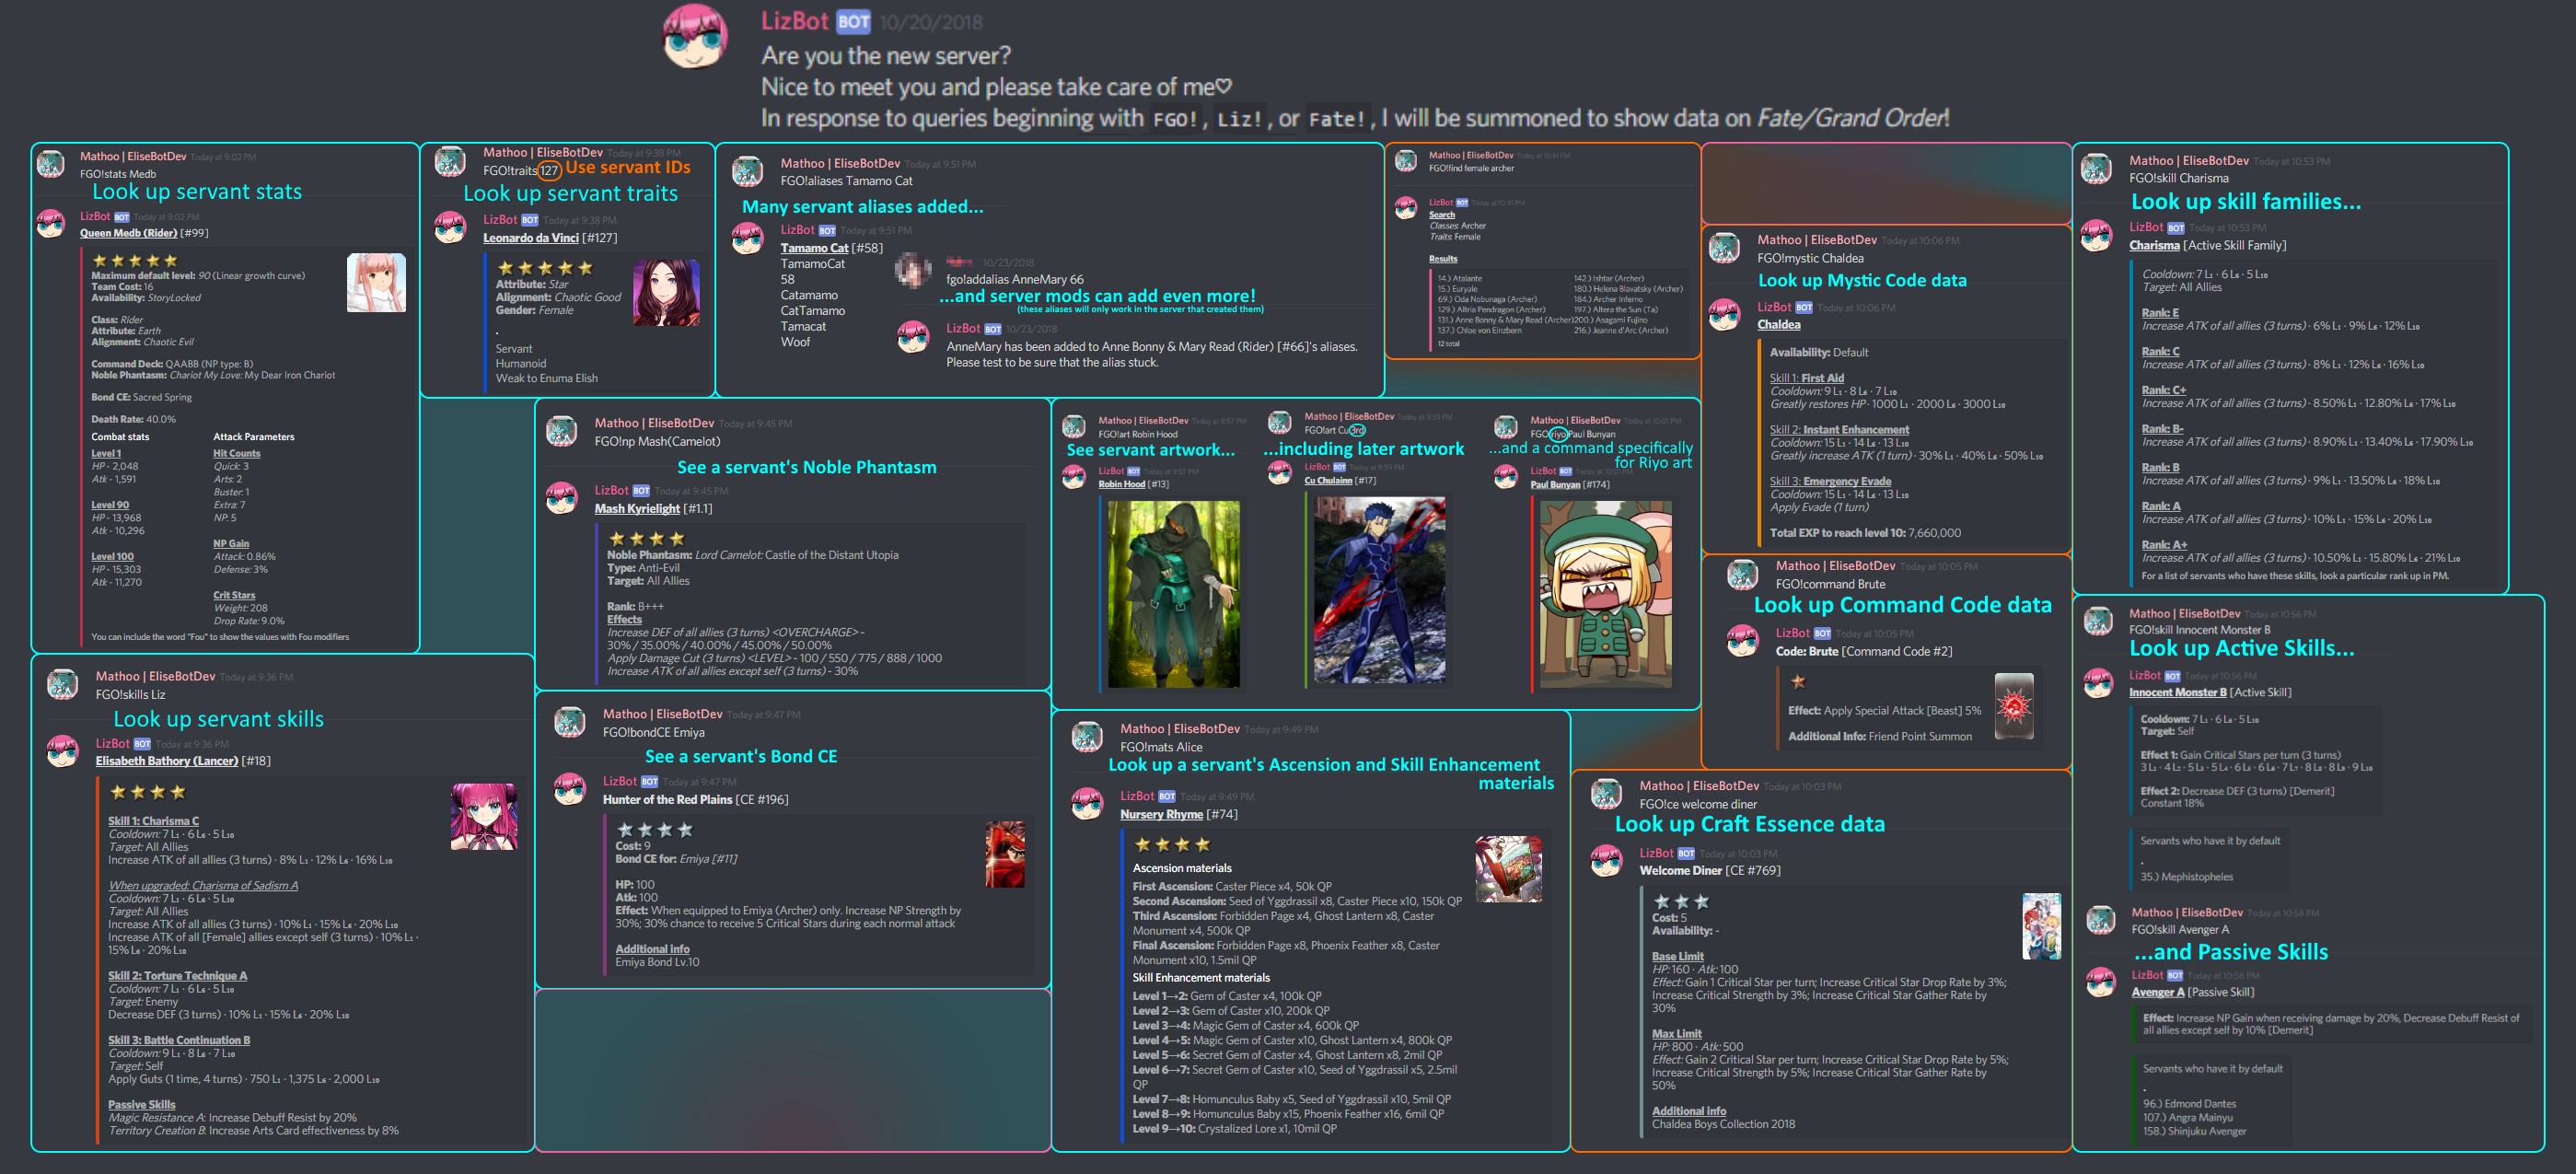 LizBot BOT 10/20/2018
Are you the new server?
Nice to meet you and please take care of me♡
In response to queries beginning with FGO!, Liz!, or Fate!, I will be summoned to show data on Fate/Grand Order!
Mathoo | EliseBotDev Today at 9:02 PM
FGO!stats Medb
Look up servant stats
LizBot BOT Today at 9:02 PM
Queen Medb (Rider) [#99]
Maximum default level: 90 (Linear growth curve)
Team Cost: 16
Availability: StoryLocked
Class: Rider
Attribute: Earth
Alignment: Chaotic Evil
Command Deck: QAABB (NP type: B)
Noble Phantasm: Chariot My Love: My Dear Iron Chariot
Bond CE: Sacred Spring
Death Rate: 40.0%
Combat stats
Level 1
HP - 2,048
Atk - 1,591
Level 90
HP - 13,968
Atk - 10,296
Level 100
HP - 15,303
Atk - 11,270
Attack Parameters
Hit Counts
Quick: 3
Arts: 2
Buster: 1
Extra: 7
NP: 5
NP Gain
Attack: 0.86%
Defense: 3%
Crit Stars
Weight: 208
Drop Rate: 9.0%
You can include the word "Fou" to show the values with Fou modifiers
Mathoo | EliseBotDev Today at 9:38 PM
FGO!traits 127 Use servant IDs
Look up servant traits
LizBot BOT Today at 9:38 PM
Leonardo da Vinci [#127]
Attribute: Star
Alignment: Chaotic Good
Gender: Female
.
Servant
Humanoid
Weak to Enuma Elish
Mathoo | EliseBotDev Today at 9:51 PM
FGO!aliases Tamamo Cat
Many servant aliases added...
LizBot BOT Today at 9:51 PM
Tamamo Cat [#58]
TamamoCat
58
Catamamo
CatTamamo
Tamacat
Woof
10/23/2018
fgo!addalias AnneMary 66
...and server mods can add even more!
(these aliases will only work in the server that created them)
LizBot BOT 10/23/2018
AnneMary has been added to Anne Bonny & Mary Read (Rider) [#66]'s aliases.
Please test to be sure that the alias stuck.
Mathoo | EliseBotDev Today at 10:41 PM
FGO!find female archer
LizBot BOT Today at 10:41 PM
Search
Classes: Archer
Traits: Female
Results
14.) Atalante
15.) Euryale
69.) Oda Nobunaga (Archer)
129.) Altria Pendragon (Archer)
131.) Anne Bonny & Mary Read (Archer)
137.) Chloe von Einzbern
142.) Ishtar (Archer)
180.) Helena Blavatsky (Archer)
184.) Archer Inferno
197.) Altera the Sun (Ta)
200.) Asagami Fujino
216.) Jeanne d'Arc (Archer)
12 total
Mathoo | EliseBotDev Today at 10:06 PM
FGO!mystic Chaldea
Look up Mystic Code data
LizBot BOT Today at 10:06 PM
Chaldea
Availability: Default
Skill 1: First Aid
Cooldown: 9 L₁ · 8 L₆ · 7 L₁₀
Greatly restores HP · 1000 L₁ · 2000 L₆ · 3000 L₁₀
Skill 2: Instant Enhancement
Cooldown: 15 L₁ · 14 L₆ · 13 L₁₀
Greatly increase ATK (1 turn) · 30% L₁ · 40% L₆ · 50% L₁₀
Skill 3: Emergency Evade
Cooldown: 15 L₁ · 14 L₆ · 13 L₁₀
Apply Evade (1 turn)
Total EXP to reach level 10: 7,660,000
Mathoo | EliseBotDev Today at 10:53 PM
FGO!skill Charisma
Look up skill families...
LizBot BOT Today at 10:53 PM
Charisma [Active Skill Family]
Cooldown: 7 L₁ · 6 L₆ · 5 L₁₀
Target: All Allies
Rank: E
Increase ATK of all allies (3 turns) · 6% L₁ · 9% L₆ · 12% L₁₀
Rank: C
Increase ATK of all allies (3 turns) · 8% L₁ · 12% L₆ · 16% L₁₀
Rank: C+
Increase ATK of all allies (3 turns) · 8.50% L₁ · 12.80% L₆ · 17% L₁₀
Rank: B-
Increase ATK of all allies (3 turns) · 8.90% L₁ · 13.40% L₆ · 17.90% L₁₀
Rank: B
Increase ATK of all allies (3 turns) · 9% L₁ · 13.50% L₆ · 18% L₁₀
Rank: A
Increase ATK of all allies (3 turns) · 10% L₁ · 15% L₆ · 20% L₁₀
Rank: A+
Increase ATK of all allies (3 turns) · 10.50% L₁ · 15.80% L₆ · 21% L₁₀
For a list of servants who have these skills, look a particular rank up in PM.
Mathoo | EliseBotDev Today at 9:45 PM
FGO!np Mash(Camelot)
See a servant's Noble Phantasm
LizBot BOT Today at 9:45 PM
Mash Kyrielight [#1.1]
Noble Phantasm: Lord Camelot: Castle of the Distant Utopia
Type: Anti-Evil
Target: All Allies
Rank: B+++
Effects
Increase DEF of all allies (3 turns) <OVERCHARGE> -
30% / 35.00% / 40.00% / 45.00% / 50.00%
Apply Damage Cut (3 turns) <LEVEL> - 100 / 550 / 775 / 888 / 1000
Increase ATK of all allies except self (3 turns) - 30%
Mathoo | EliseBotDev Today at 9:57 PM
FGO!art Robin Hood
See servant artwork...
LizBot BOT Today at 9:57 PM
Robin Hood [#13]
Mathoo | EliseBotDev Today at 9:59 PM
FGO!art Cu 3rd
...including later artwork
LizBot BOT Today at 9:59 PM
Cu Chulainn [#17]
Mathoo | EliseBotDev Today at 10:01 PM
FGO!riyo Paul Bunyan
...and a command specifically
for Riyo art
LizBot BOT Today at 10:01 PM
Paul Bunyan [#174]
Mathoo | EliseBotDev Today at 10:05 PM
FGO!command Brute
Look up Command Code data
LizBot BOT Today at 10:05 PM
Code: Brute [Command Code #2]
Effect: Apply Special Attack [Beast] 5%
Additional Info: Friend Point Summon
Mathoo | EliseBotDev Today at 10:56 PM
FGO!skill Innocent Monster B
Look up Active Skills...
LizBot BOT Today at 10:56 PM
Innocent Monster B [Active Skill]
Cooldown: 7 L₁ · 6 L₆ · 5 L₁₀
Target: Self
Effect 1: Gain Critical Stars per turn (3 turns)
3 L₁ · 4 L₂ · 5 L₃ · 5 L₄ · 6 L₅ · 6 L₆ · 7 L₇ · 8 L₈ · 8 L₉ · 9 L₁₀
Effect 2: Decrease DEF (3 turns) [Demerit]
Constant 18%
Servants who have it by default
.
35.) Mephistopheles
Mathoo | EliseBotDev Today at 10:58 PM
FGO!skill Avenger A
...and Passive Skills
LizBot BOT Today at 10:58 PM
Avenger A [Passive Skill]
Effect: Increase NP Gain when receiving damage by 20%, Decrease Debuff Resist of
all allies except self by 10% [Demerit]
Servants who have it by default
.
96.) Edmond Dantes
107.) Angra Mainyu
158.) Shinjuku Avenger
Mathoo | EliseBotDev Today at 9:36 PM
FGO!skills Liz
Look up servant skills
LizBot BOT Today at 9:36 PM
Elisabeth Bathory (Lancer) [#18]
Skill 1: Charisma C
Cooldown: 7 L₁ · 6 L₆ · 5 L₁₀
Target: All Allies
Increase ATK of all allies (3 turns) · 8% L₁ · 12% L₆ · 16% L₁₀
When upgraded: Charisma of Sadism A
Cooldown: 7 L₁ · 6 L₆ · 5 L₁₀
Target: All Allies
Increase ATK of all allies (3 turns) · 10% L₁ · 15% L₆ · 20% L₁₀
Increase ATK of all [Female] allies except self (3 turns) · 10% L₁ ·
15% L₆ · 20% L₁₀
Skill 2: Torture Technique A
Cooldown: 7 L₁ · 6 L₆ · 5 L₁₀
Target: Enemy
Decrease DEF (3 turns) · 10% L₁ · 15% L₆ · 20% L₁₀
Skill 3: Battle Continuation B
Cooldown: 9 L₁ · 8 L₆ · 7 L₁₀
Target: Self
Apply Guts (1 time, 4 turns) · 750 L₁ · 1,375 L₆ · 2,000 L₁₀
Passive Skills
Magic Resistance A: Increase Debuff Resist by 20%
Territory Creation B: Increase Arts Card effectiveness by 8%
Mathoo | EliseBotDev Today at 9:47 PM
FGO!bondCE Emiya
See a servant's Bond CE
LizBot BOT Today at 9:47 PM
Hunter of the Red Plains [CE #196]
Cost: 9
Bond CE for: Emiya [#11]
HP: 100
Atk: 100
Effect: When equipped to Emiya (Archer) only. Increase NP Strength by
30%; 30% chance to receive 5 Critical Stars during each normal attack
Additional info
Emiya Bond Lv.10
Mathoo | EliseBotDev Today at 9:49 PM
FGO!mats Alice
Look up a servant's Ascension and Skill Enhancement
materials
LizBot BOT Today at 9:49 PM
Nursery Rhyme [#74]
Ascension materials
First Ascension: Caster Piece x4, 50k QP
Second Ascension: Seed of Yggdrassil x8, Caster Piece x10, 150k QP
Third Ascension: Forbidden Page x4, Ghost Lantern x8, Caster
Monument x4, 500k QP
Final Ascension: Forbidden Page x8, Phoenix Feather x8, Caster
Monument x10, 1.5mil QP
Skill Enhancement materials
Level 1→2: Gem of Caster x4, 100k QP
Level 2→3: Gem of Caster x10, 200k QP
Level 3→4: Magic Gem of Caster x4, 600k QP
Level 4→5: Magic Gem of Caster x10, Ghost Lantern x4, 800k QP
Level 5→6: Secret Gem of Caster x4, Ghost Lantern x8, 2mil QP
Level 6→7: Secret Gem of Caster x10, Seed of Yggdrassil x5, 2.5mil
QP
Level 7→8: Homunculus Baby x5, Seed of Yggdrassil x10, 5mil QP
Level 8→9: Homunculus Baby x15, Phoenix Feather x16, 6mil QP
Level 9→10: Crystalized Lore x1, 10mil QP
Mathoo | EliseBotDev Today at 10:03 PM
FGO!ce welcome diner
Look up Craft Essence data
LizBot BOT Today at 10:03 PM
Welcome Diner [CE #769]
Cost: 5
Availability: -
Base Limit
HP: 160 · Atk: 100
Effect: Gain 1 Critical Star per turn; Increase Critical Star Drop Rate by 3%;
Increase Critical Strength by 3%; Increase Critical Star Gather Rate by
30%
Max Limit
HP: 800 · Atk: 500
Effect: Gain 2 Critical Star per turn; Increase Critical Star Drop Rate by 5%;
Increase Critical Strength by 5%; Increase Critical Star Gather Rate by
50%
Additional info
Chaldea Boys Collection 2018